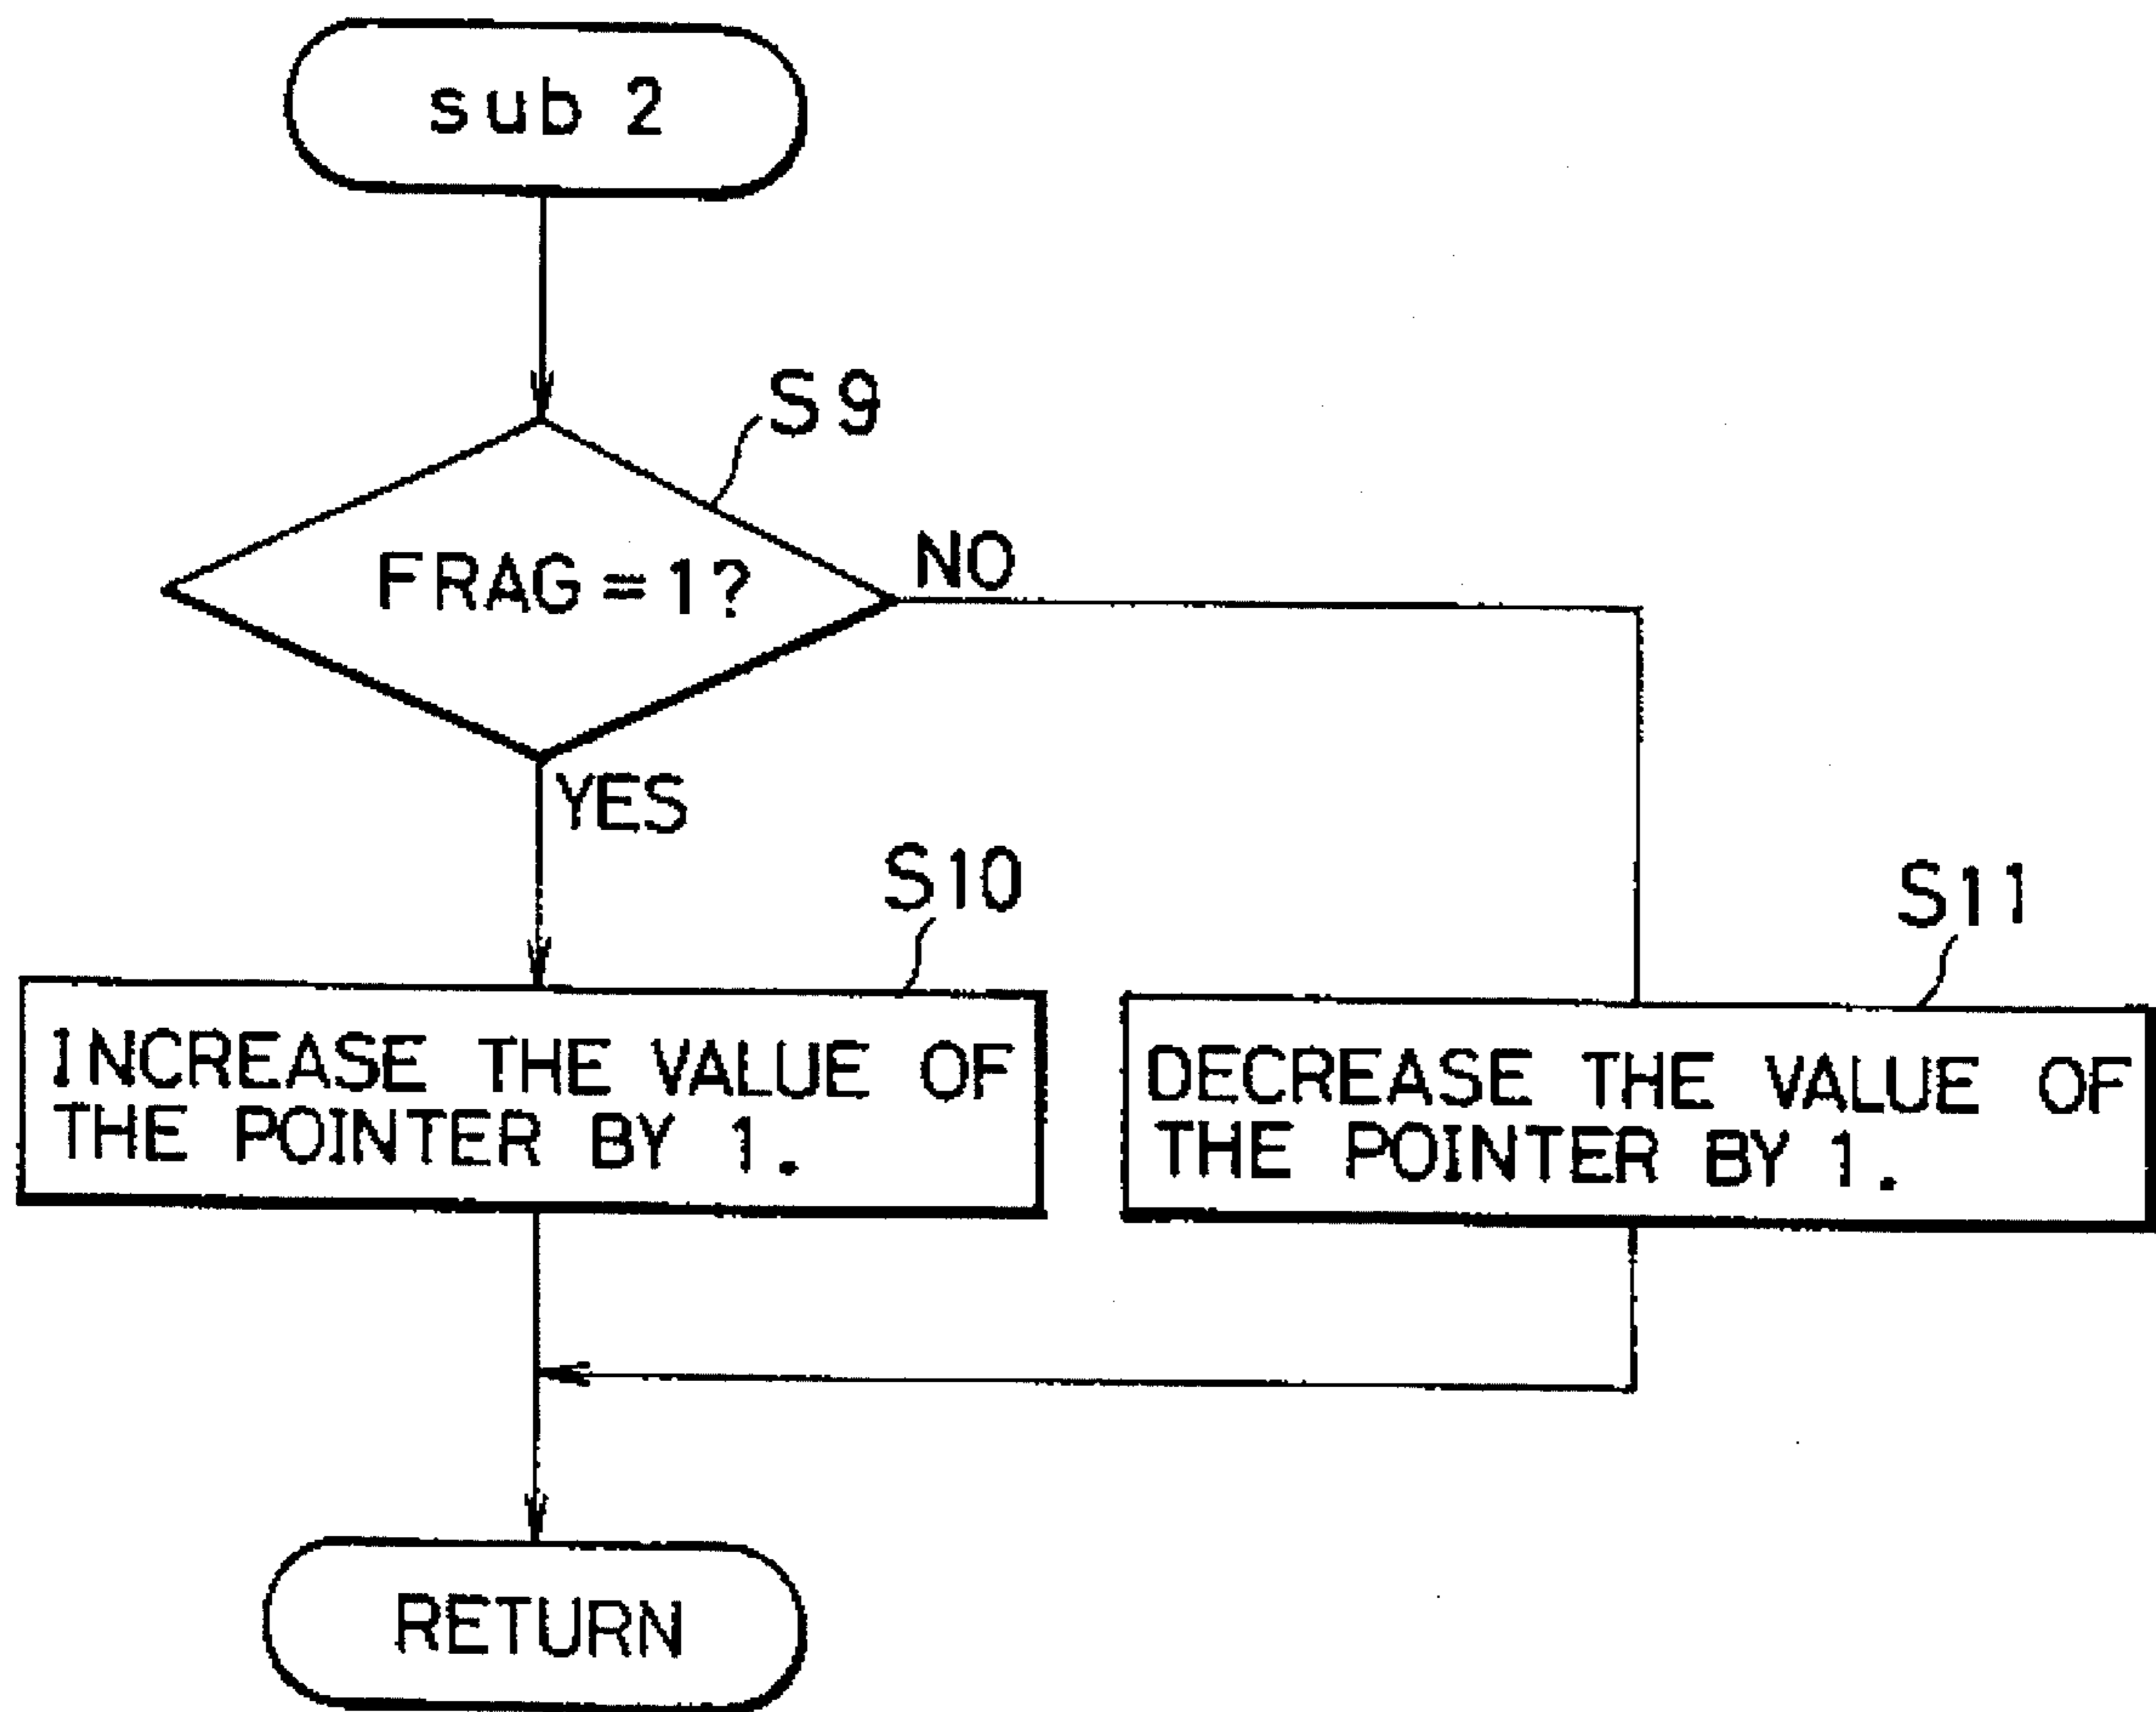 sub 2
S9
FRAG=1?
NO
YES
S10
S11
INCREASE THE VALUE OF
THE POINTER BY 1.
DECREASE THE VALUE OF
THE POINTER BY 1.
RETURN